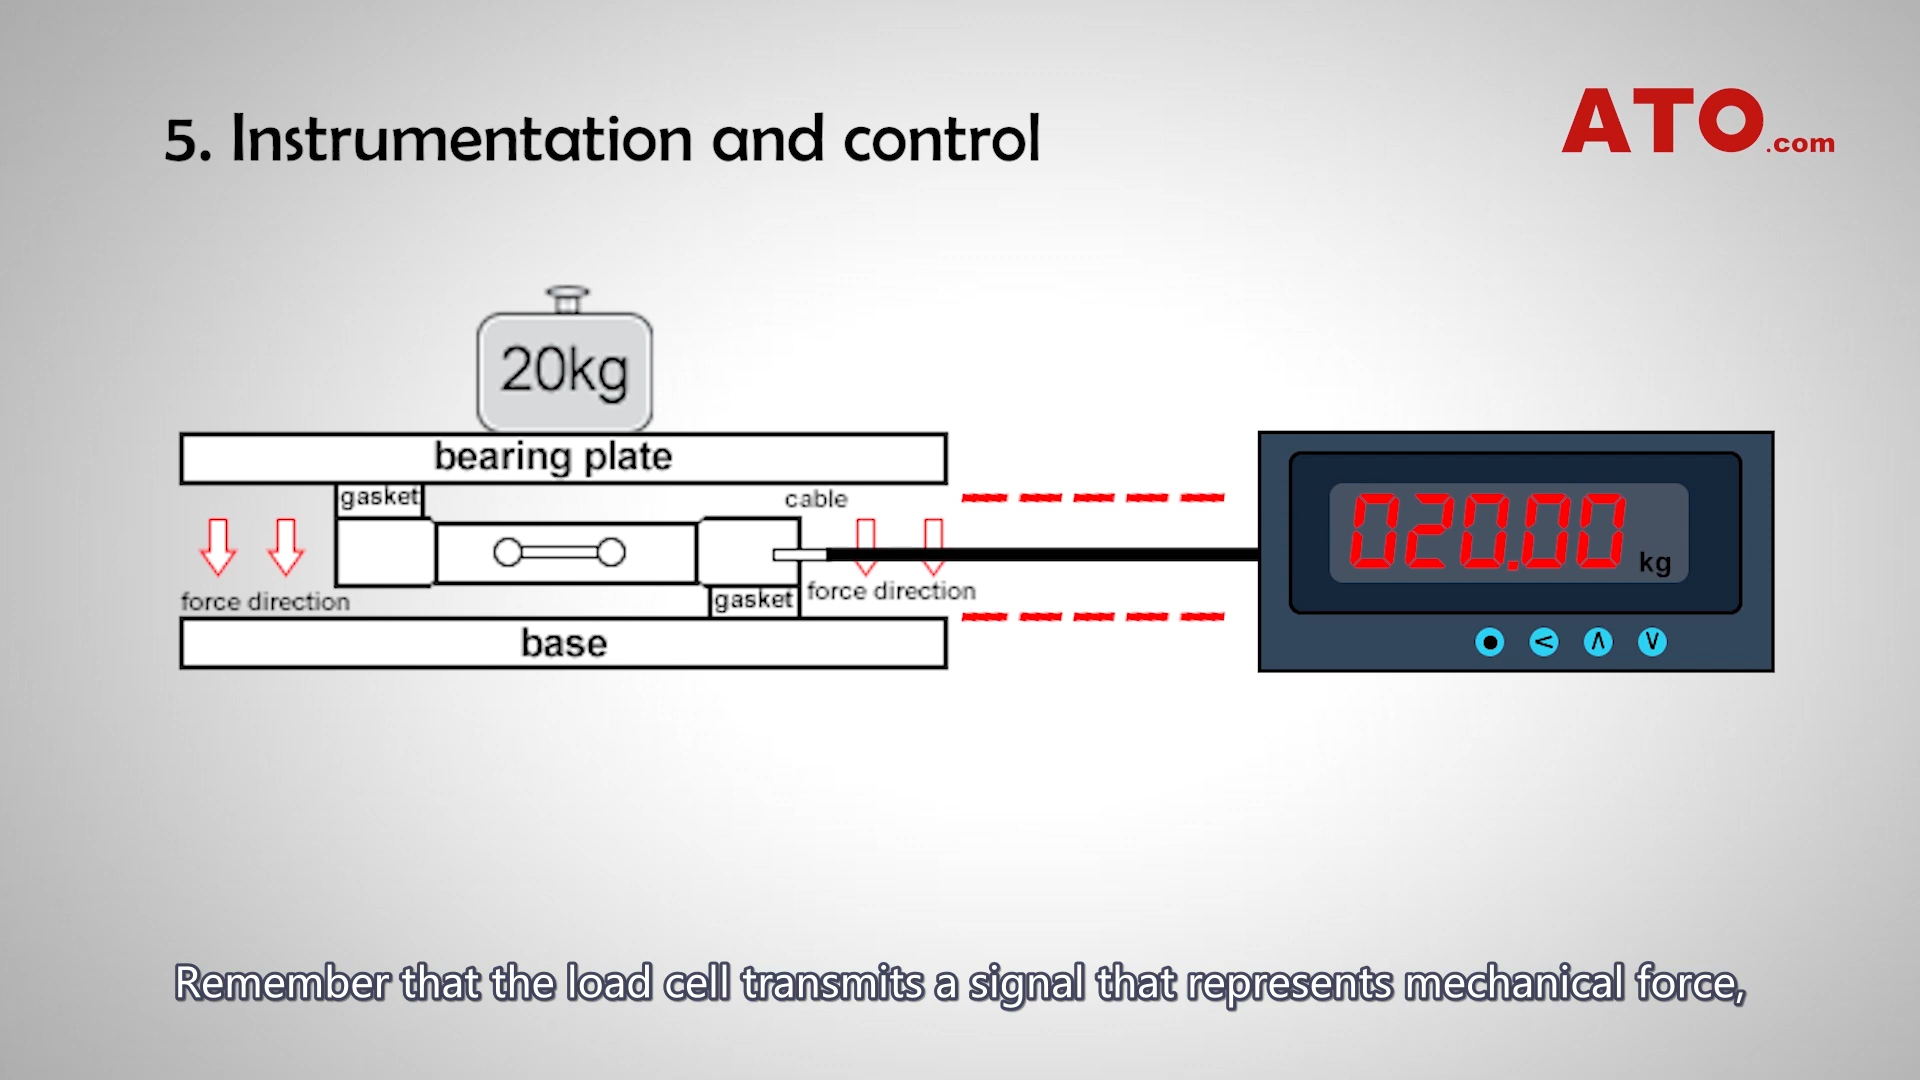 5. Instrumentation and control
ATO.com
20kg
bearing plate
gasket
cable
020.00 kg
force direction
gasket
force direction
base
Remember that the load cell transmits a signal that represents mechanical force,